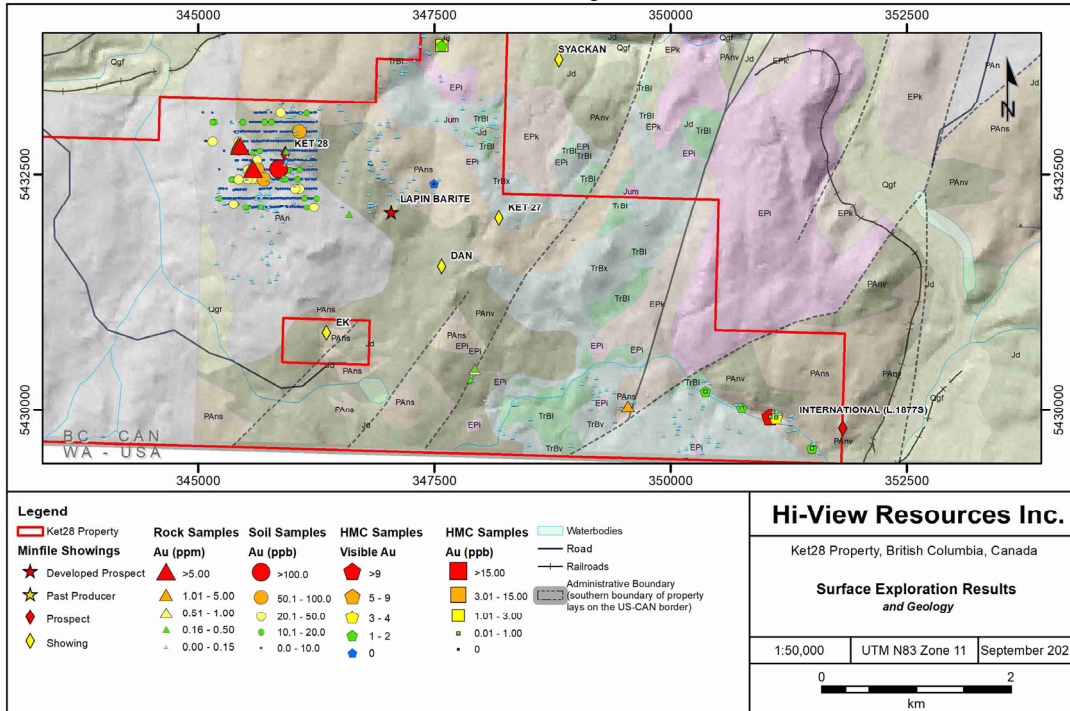 345000 347500 350000 352500
SYACKAN
KET 28
LAPIN BARITE
KET 27
DAN
EK
INTERNATIONAL (L.1877S)
5432500
5430000
5432500
5430000
Qgf
Jd
TrBl
EPi
Jum
EPk
PAnv
PAn
PAns
TrBx
TrBv
N
BC - CAN
WA - USA
345000 347500 350000 352500
Legend
Ket28 Property
Minfile Showings
Developed Prospect
Past Producer
Prospect
Showing
Rock Samples
Au (ppm)
>5.00
1.01 - 5.00
0.51 - 1.00
0.16 - 0.50
0.00 - 0.15
Soil Samples
Au (ppb)
>100.0
50.1 - 100.0
20.1 - 50.0
10.1 - 20.0
0.0 - 10.0
HMC Samples
Visible Au
>9
5 - 9
3 - 4
1 - 2
0
HMC Samples
Au (ppb)
>15.00
3.01 - 15.00
1.01 - 3.00
0.01 - 1.00
0
Waterbodies
Road
Railroads
Administrative Boundary
(southern boundary of property
lays on the US-CAN border)
Hi-View Resources Inc.
Ket28 Property, British Columbia, Canada
Surface Exploration Results
and Geology
1:50,000 UTM N83 Zone 11 September 202
0 2
km